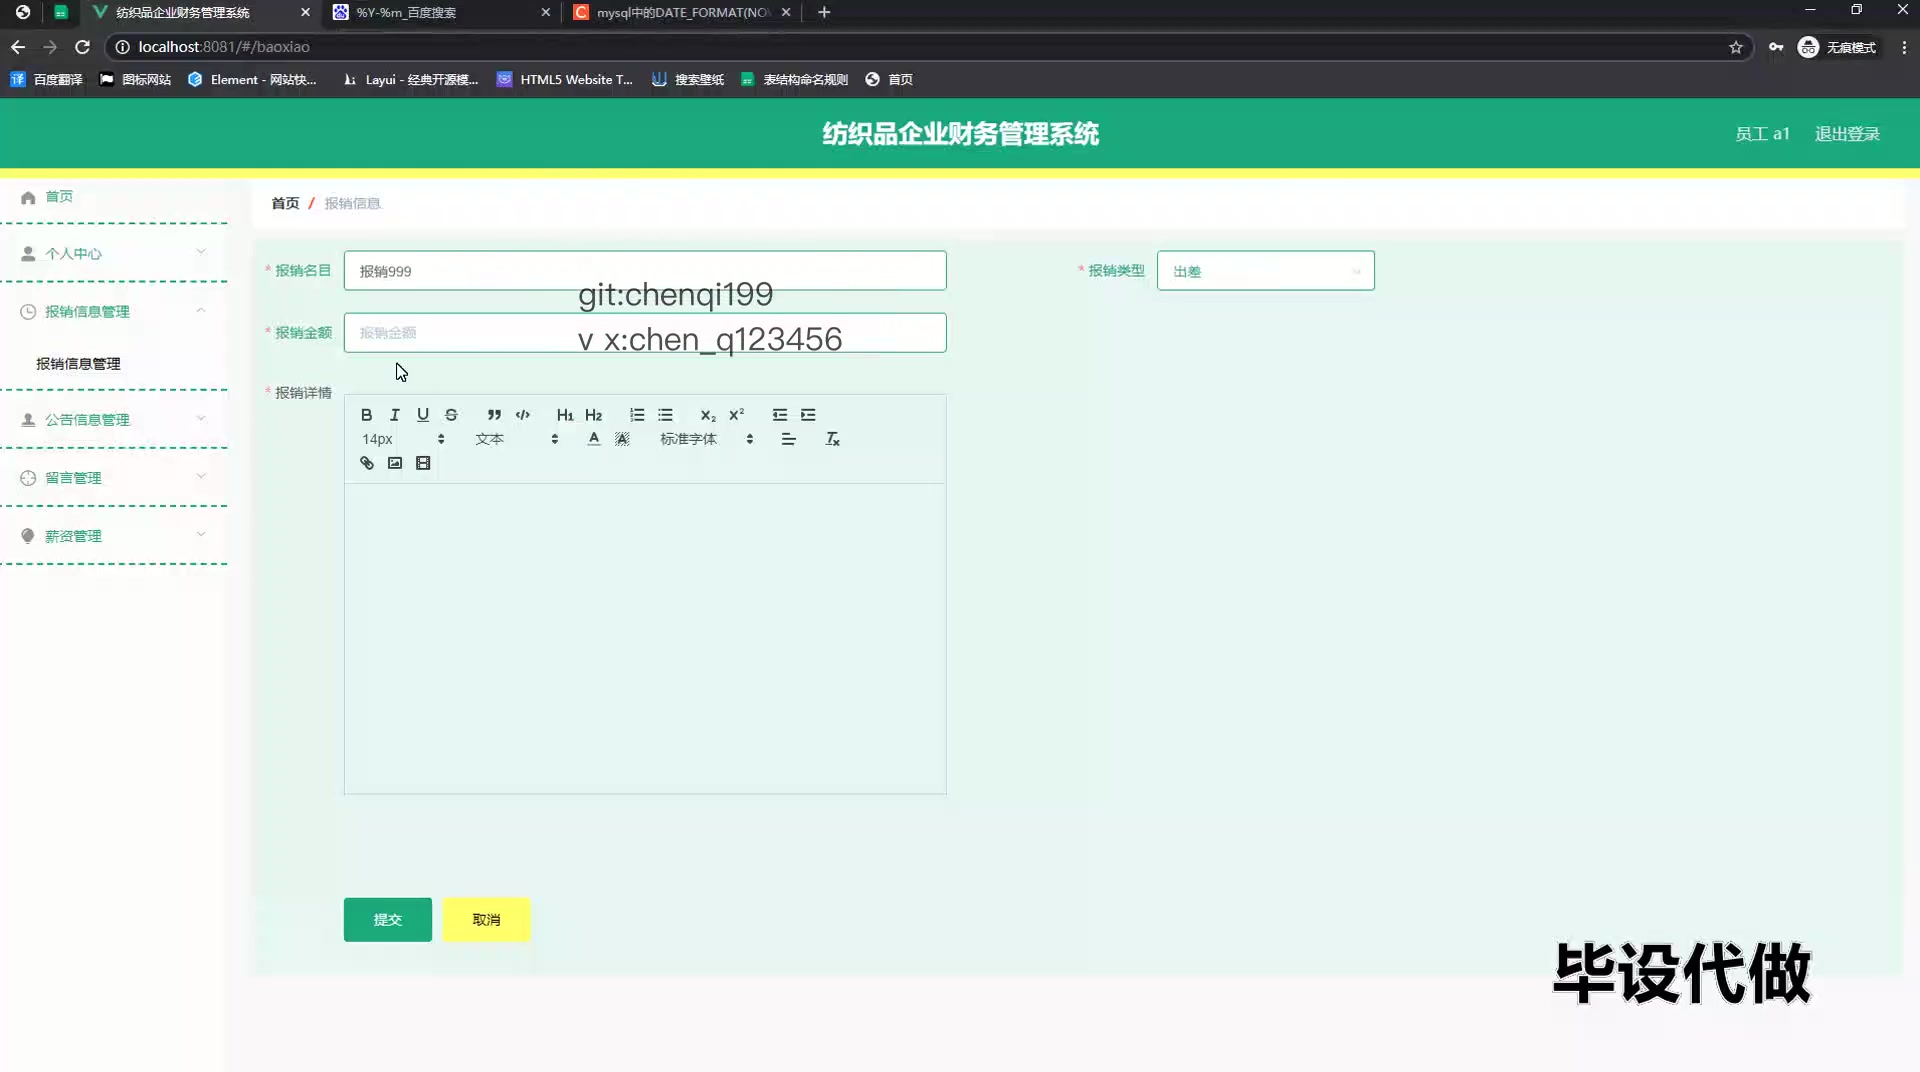 纺织品企业财务管理系统
%Y-%m_百度搜索
mysql中的DATE_FORMAT(NO
localhost:8081/#/baoxiao
无痕模式
百度翻译
图标网站
Element - 网站快...
Layui - 经典开源模...
HTML5 Website T...
搜索壁纸
表结构命名规则
首页
纺织品企业财务管理系统
员工 a1
退出登录
首页
个人中心
报销信息管理
报销信息管理
公告信息管理
留言管理
薪资管理
首页 / 报销信息
* 报销名目
报销999
* 报销类型
出差
git:chenqi199
* 报销金额
报销金额
v x:chen_q123456
* 报销详情
14px
文本
标准字体
提交
取消
毕设代做